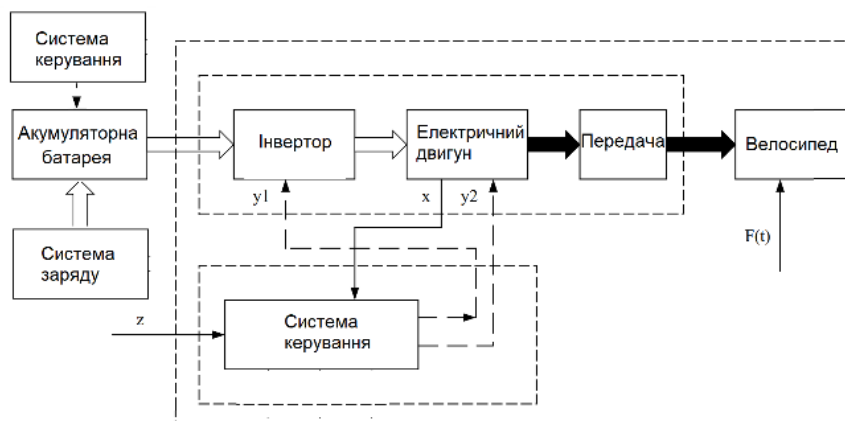 Система
керування
Акумуляторна
батарея
Інвертор
Електричний
двигун
Передача
Велосипед
y1
x
y2
F(t)
Система
заряду
z
Система
керування